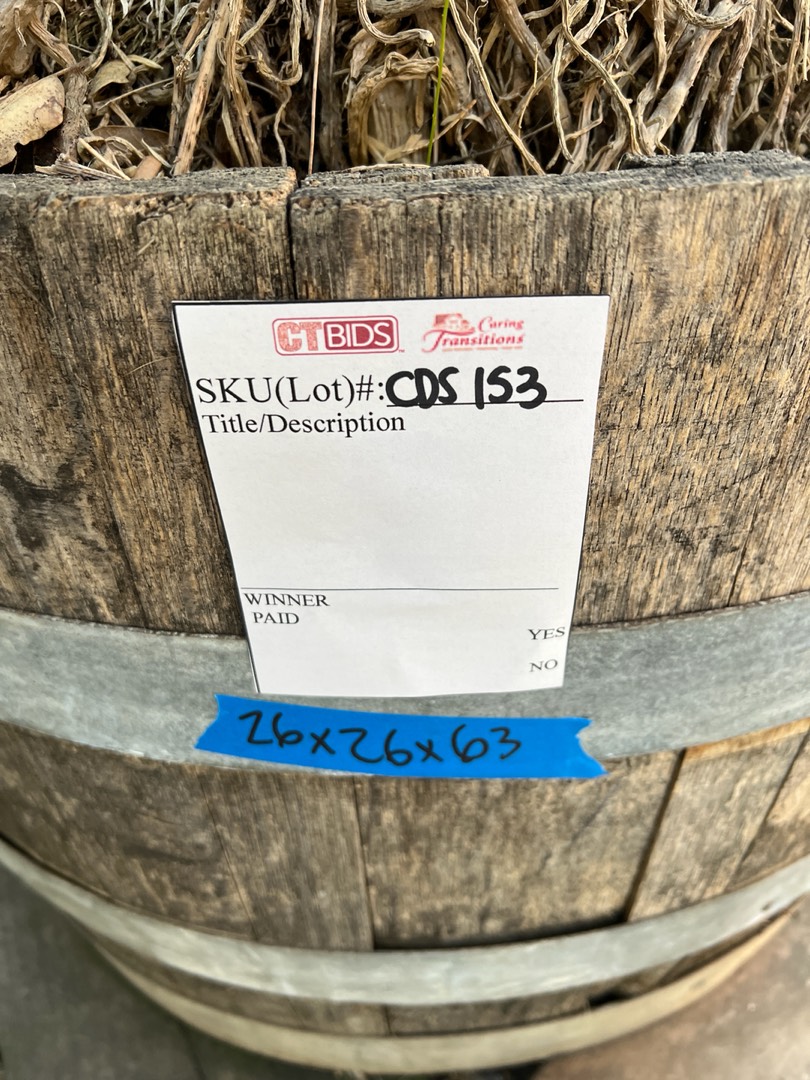 CTBIDS Caring Transitions
SKU(Lot)#: CDS 153
Title/Description
WINNER
PAID
YES
NO
26x26x63